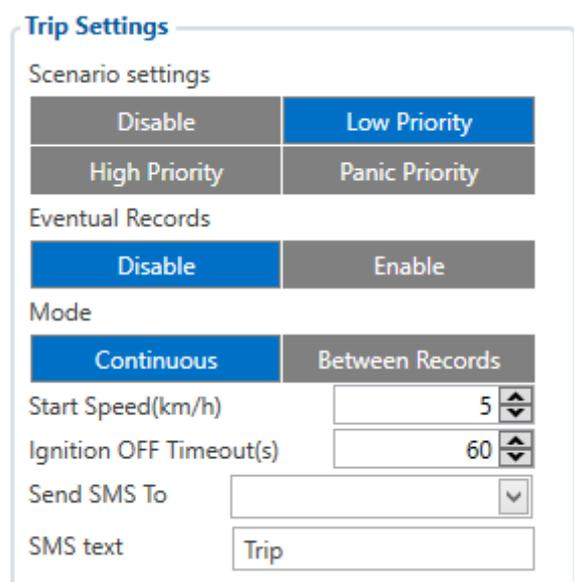 Trip Settings
Scenario settings
Disable Low Priority
High Priority Panic Priority
Eventual Records
Disable Enable
Mode
Continuous Between Records
Start Speed(km/h) 5
Ignition OFF Timeout(s) 60
Send SMS To
SMS text Trip